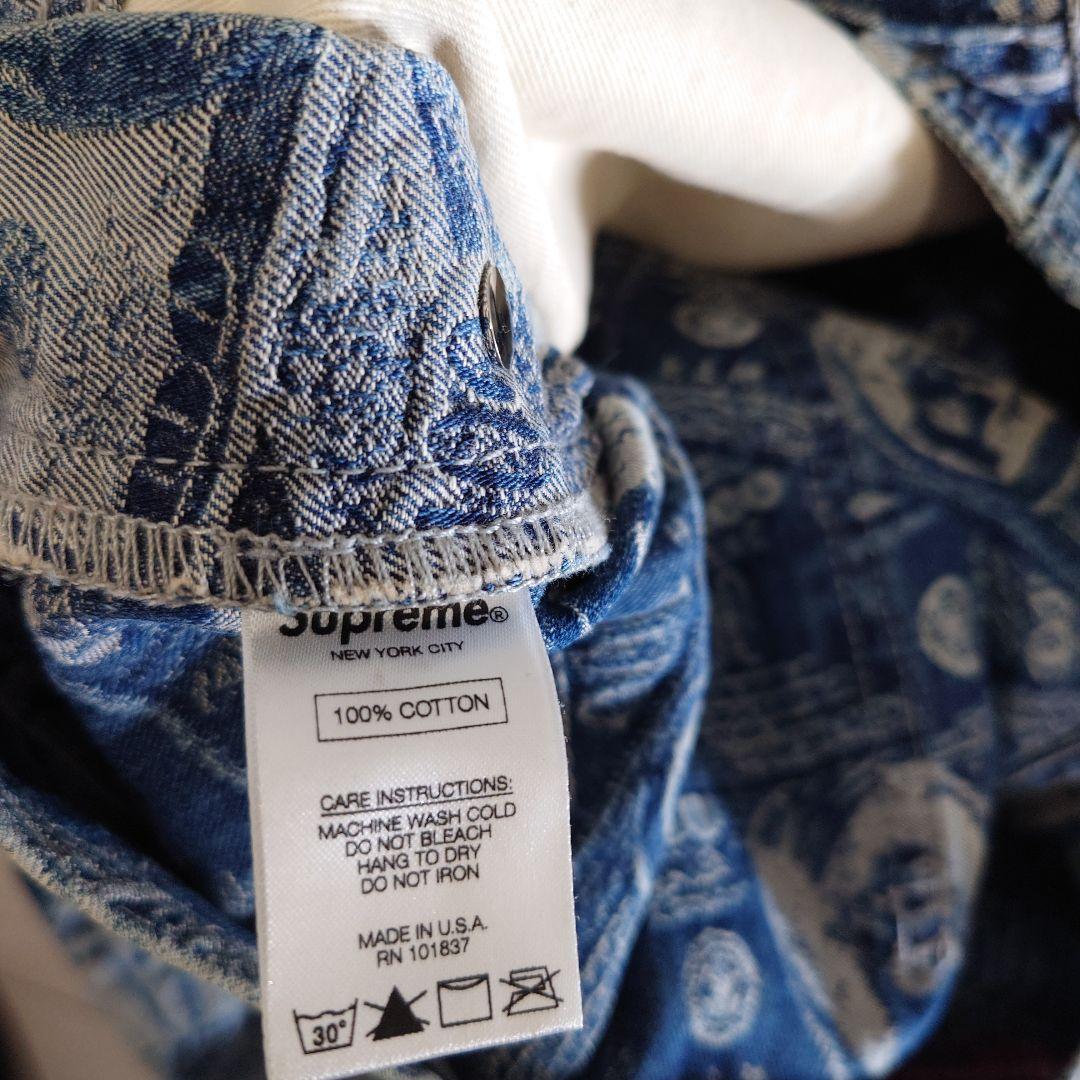 Supreme®
NEW YORK CITY
100% COTTON
CARE INSTRUCTIONS:
MACHINE WASH COLD
DO NOT BLEACH
HANG TO DRY
DO NOT IRON
MADE IN U.S.A.
RN 101837
30°